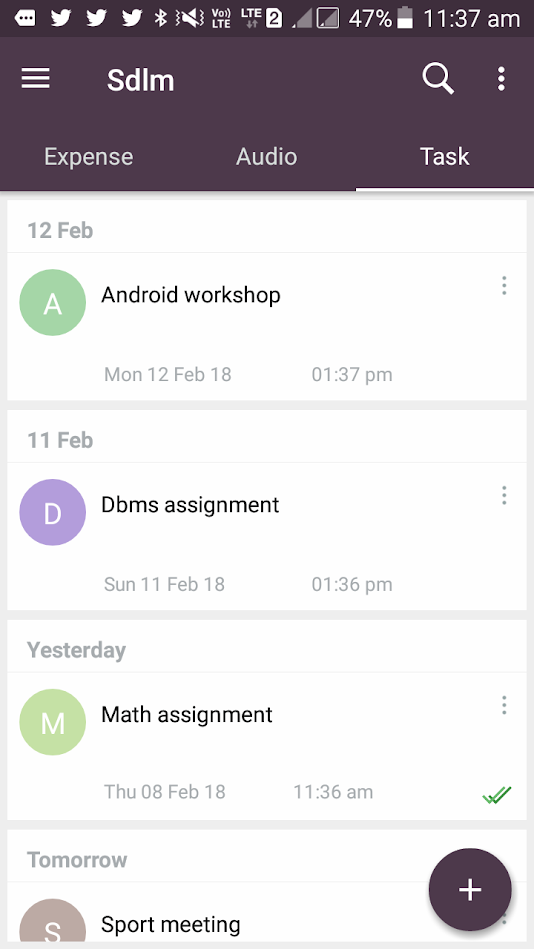 Vo))
LTE
LTE
2
47%
11:37 am
Sdlm
Expense
Audio
Task
12 Feb
A
Android workshop
Mon 12 Feb 18
01:37 pm
11 Feb
D
Dbms assignment
Sun 11 Feb 18
01:36 pm
Yesterday
M
Math assignment
Thu 08 Feb 18
11:36 am
Tomorrow
S
Sport meeting
+